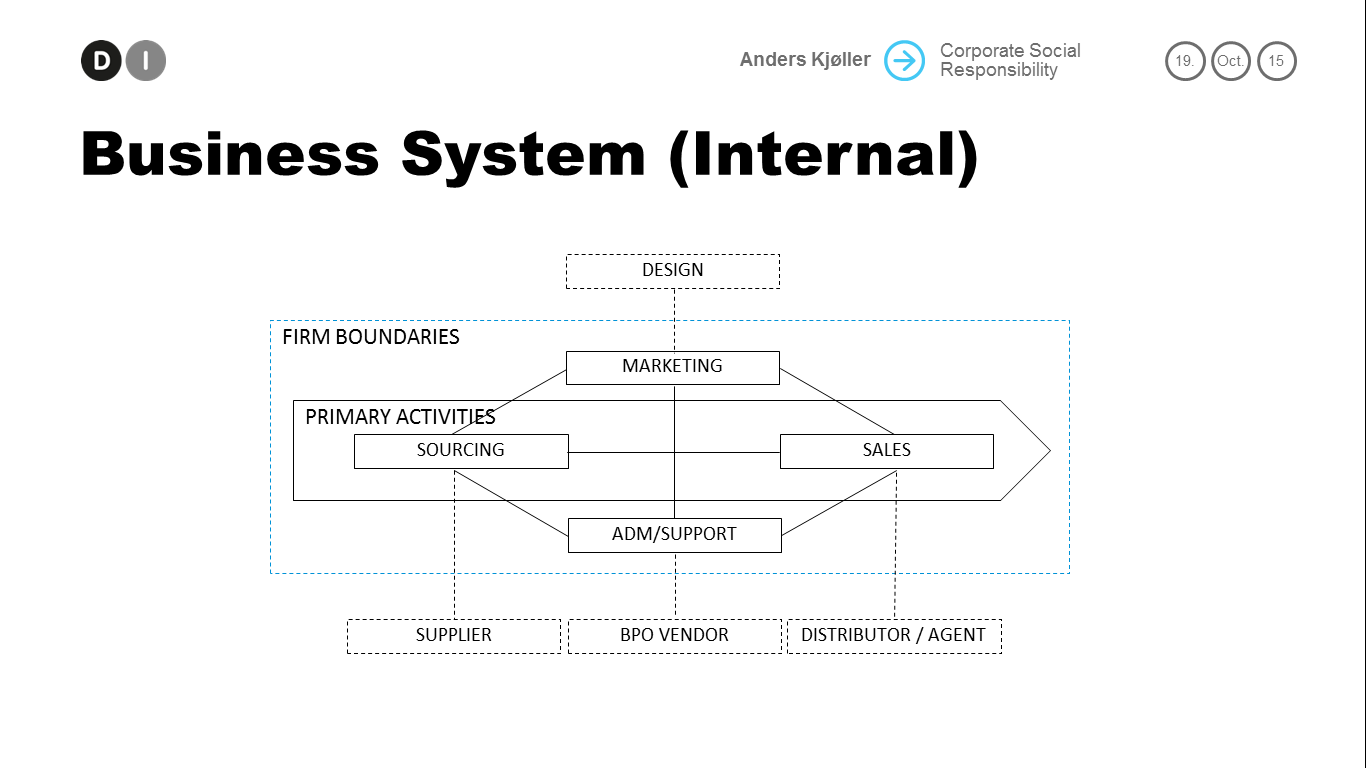 D I
Anders Kjøller
Corporate Social
Responsibility
19. Oct. 15
Business System (Internal)
DESIGN
FIRM BOUNDARIES
MARKETING
PRIMARY ACTIVITIES
SOURCING
SALES
ADM/SUPPORT
SUPPLIER
BPO VENDOR
DISTRIBUTOR / AGENT